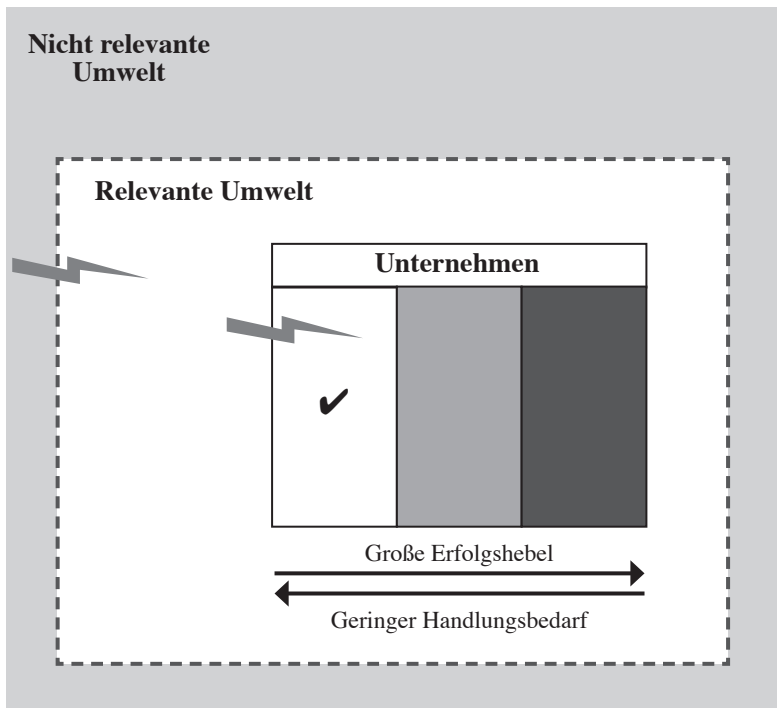 Nicht relevante
Umwelt
Relevante Umwelt
Unternehmen
✔
Große Erfolgshebel
Geringer Handlungsbedarf